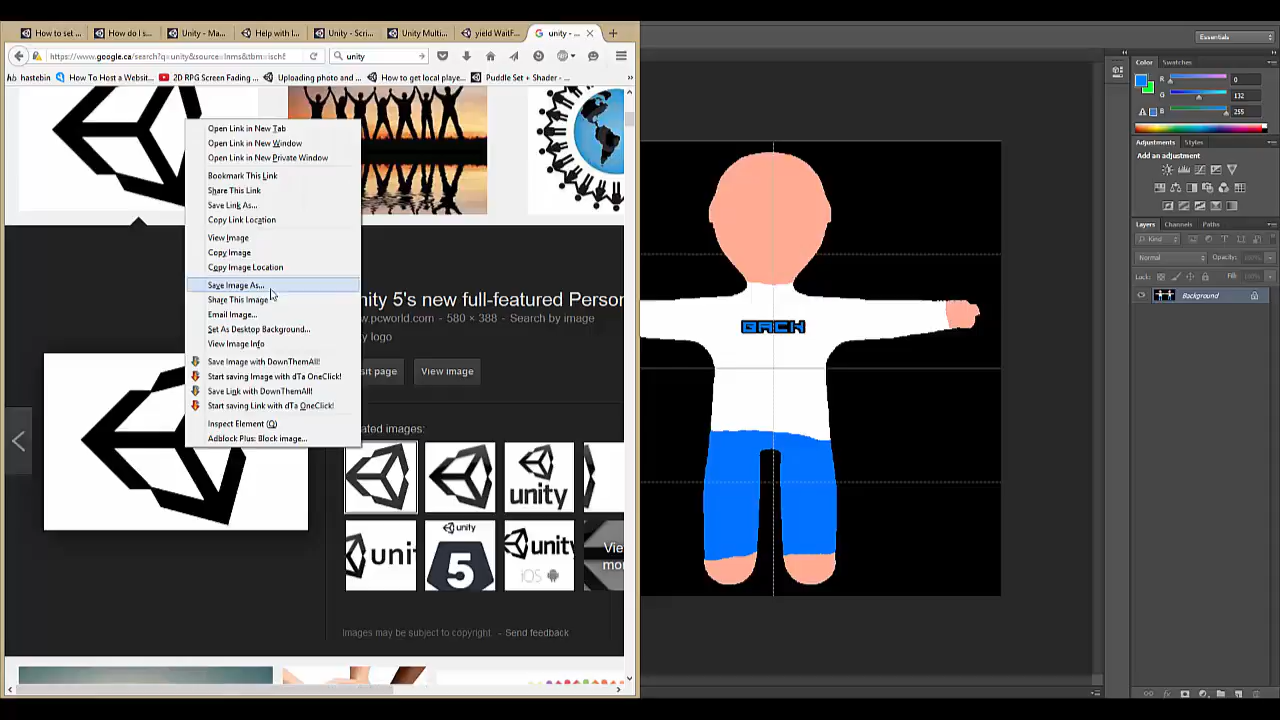 How to set ...
How do I s...
Unity - Ma...
Help with l...
Unity - Scri...
Unity Mulp...
yield WaitF...
unity - ...
https://www.google.ca/search?q=unity&source=lnms&tbm=isch
unity
hastebin
How To Host a Websit...
2D RPG Screen Fading ...
Uploading photo and ...
How to get local playe...
Puddle Set + Shader - ...
Open Link in New Tab
Open Link in New Window
Open Link in New Private Window
Bookmark This Link
Share This Link
Save Link As...
Copy Link Location
View Image
Copy Image
Copy Image Location
Save Image As...
Share This Image
Email Image...
Set As Desktop Background...
View Image Info
Save Image with DownThemAll!
Start saving Image with dTa OneClick!
Save Link with DownThemAll!
Start saving Link with dTa OneClick!
Inspect Element (Q)
Adblock Plus: Block image...
nity 5's new full-featured Person
.pcworld.com - 580 × 388 - Search by image
y logo
sit page
View image
ated images:
unity
unity
5
unit
unity
iOS
Vie
mor
Images may be subject to copyright. - Send feedback
BACK
Essentials
Color
Swatches
R
0
G
132
B
255
Adjustments
Styles
Add an adjustment
Layers
Channels
Paths
Kind
Normal
Opacity:
Lock:
Fill:
Background